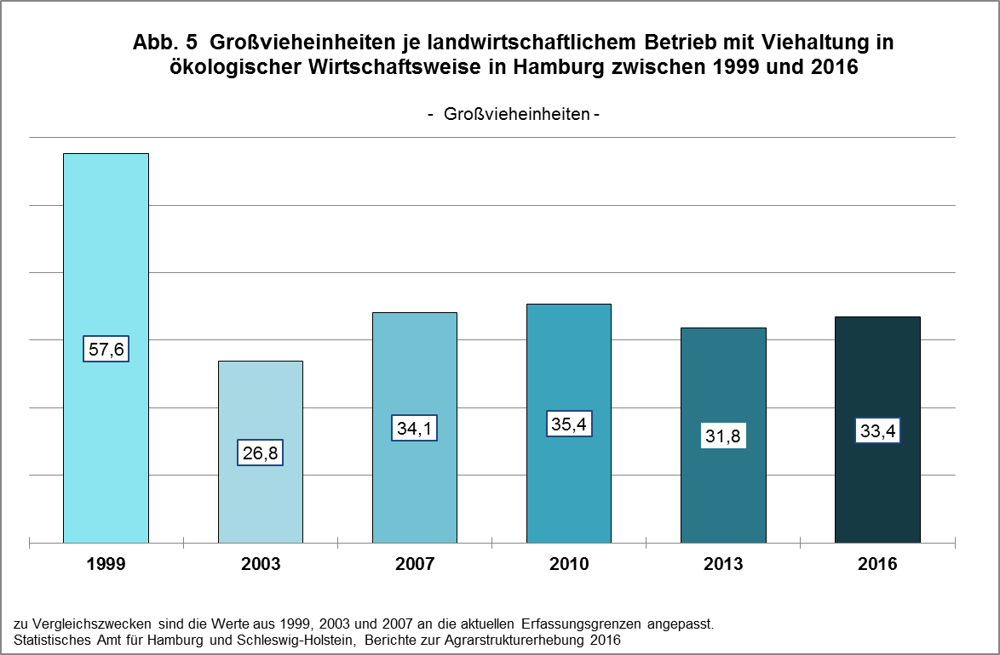 Abb. 5  Großvieheinheiten je landwirtschaftlichem Betrieb mit Viehaltung in
ökologischer Wirtschaftsweise in Hamburg zwischen 1999 und 2016
- Großvieheinheiten -
57,6
26,8
34,1
35,4
31,8
33,4
1999
2003
2007
2010
2013
2016
zu Vergleichszwecken sind die Werte aus 1999, 2003 und 2007 an die aktuellen Erfassungsgrenzen angepasst.
Statistisches Amt für Hamburg und Schleswig-Holstein, Berichte zur Agrarstrukturerhebung 2016